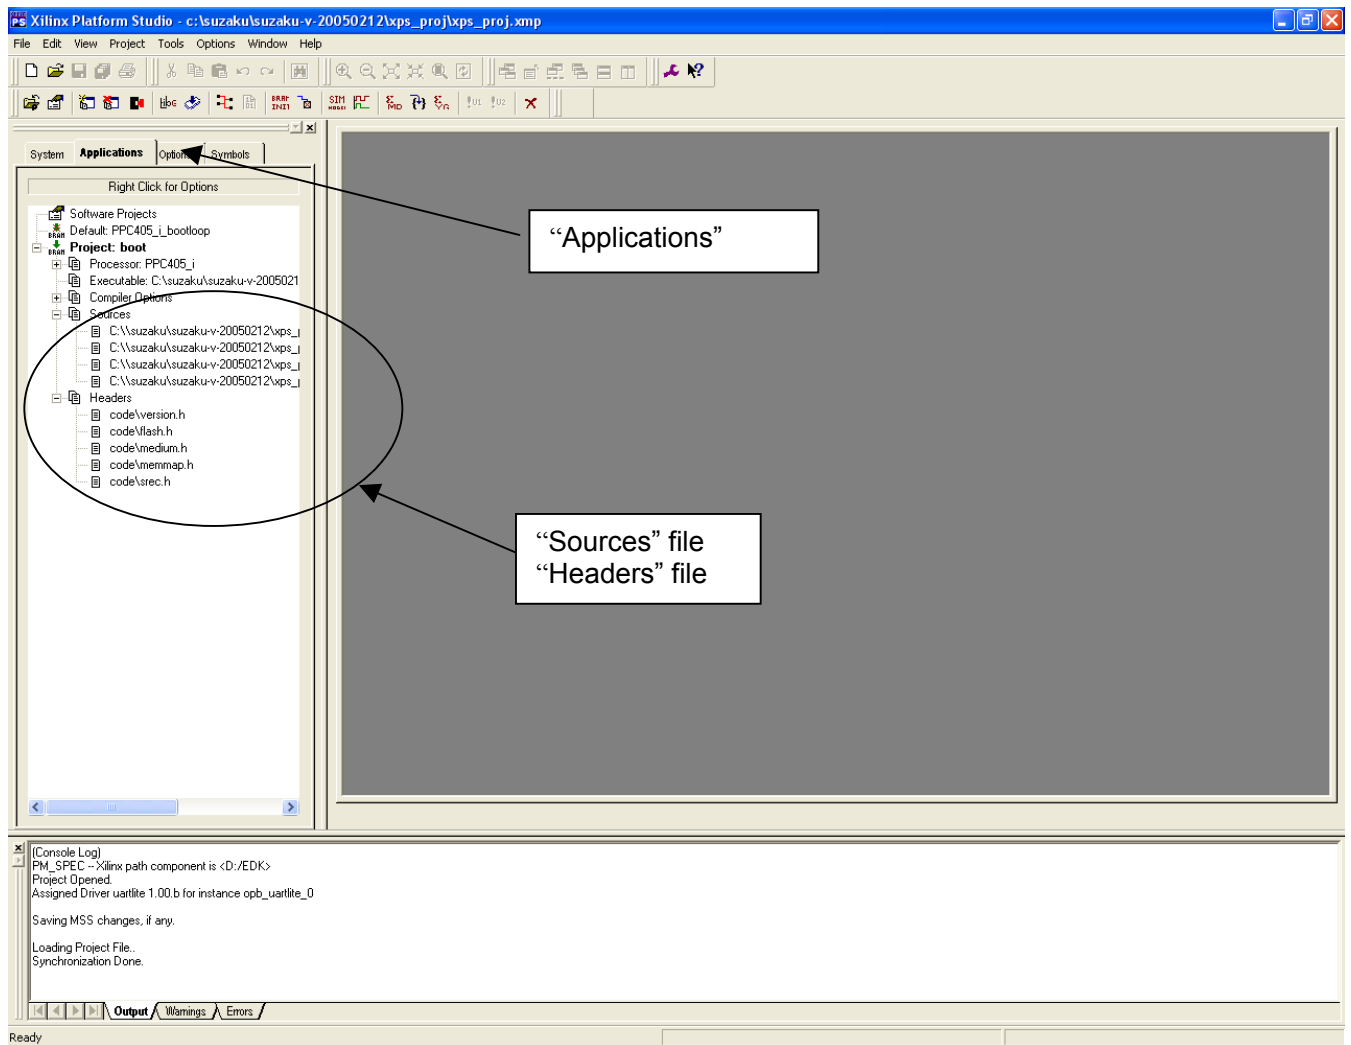 Xilinx Platform Studio - c:\suzaku\suzaku-v-20050212\xps_proj\xps_proj.xmp
File Edit View Project Tools Options Window Help
System Applications Option Symbols
Right Click for Options
Software Projects
Default: PPC405_i_bootloop
Project: boot
Processor: PPC405_i
Executable: C:\suzaku\suzaku-v-2005021
Compiler Options
Sources
C:\\suzaku\suzaku-v-20050212\xps_
C:\\suzaku\suzaku-v-20050212\xps_
C:\\suzaku\suzaku-v-20050212\xps_
C:\\suzaku\suzaku-v-20050212\xps_
Headers
code\version.h
code\flash.h
code\medium.h
code\memmap.h
code\srec.h
“Applications”
“Sources” file
“Headers” file
(Console Log)
PM_SPEC -- Xilinx path component is <D:/EDK>
Project Opened.
Assigned Driver uartlite 1.00.b for instance opb_uartlite_0
Saving MSS changes, if any.
Loading Project File..
Synchronization Done.
Output Warnings Errors
Ready